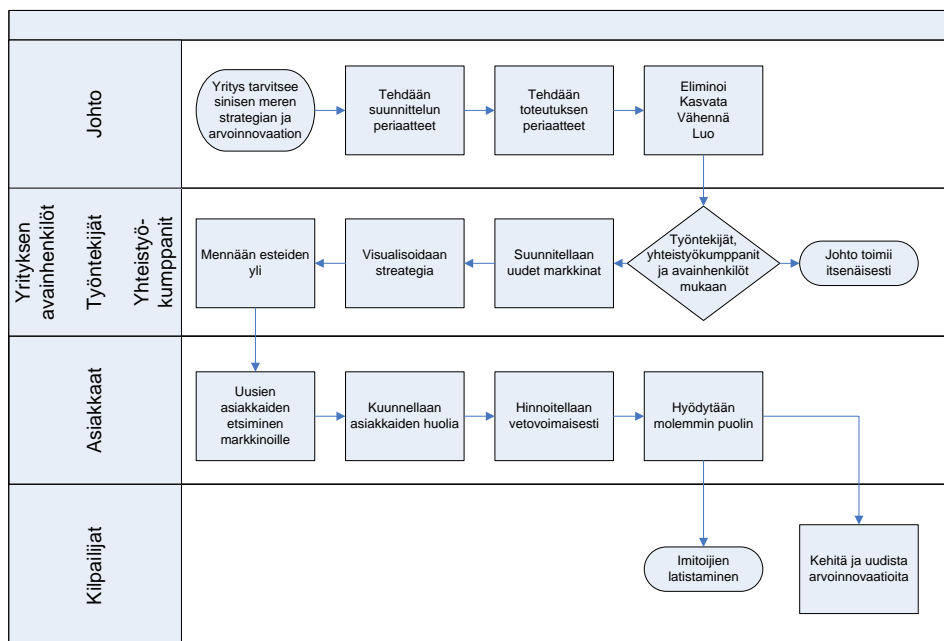 Johto
Yritys tarvitsee
sinisen meren
strategian ja
arvoinnovaation
Tehdään
suunnittelun
periaatteet
Tehdään
toteutuksen
periaatteet
Eliminoi
Kasvata
Vähennä
Luo
Yrityksen
avainhenkilöt
Työntekijät
Yhteistyö-
kumppanit
Mennään esteiden
yli
Visualisoidaan
streategia
Suunnitellaan
uudet markkinat
Työntekijät,
yhteistyökumppanit
ja avainhenkilöt
mukaan
Johto toimii
itsenäisesti
Asiakkaat
Uusien
asiakkaiden
etsiminen
markkinoille
Kuunnellaan
asiakkaiden huolia
Hinnoitellaan
vetovoimaisesti
Hyödytään
molemmin puolin
Kilpailijat
Imitoijien
latistaminen
Kehitä ja uudista
arvoinnovaatioita